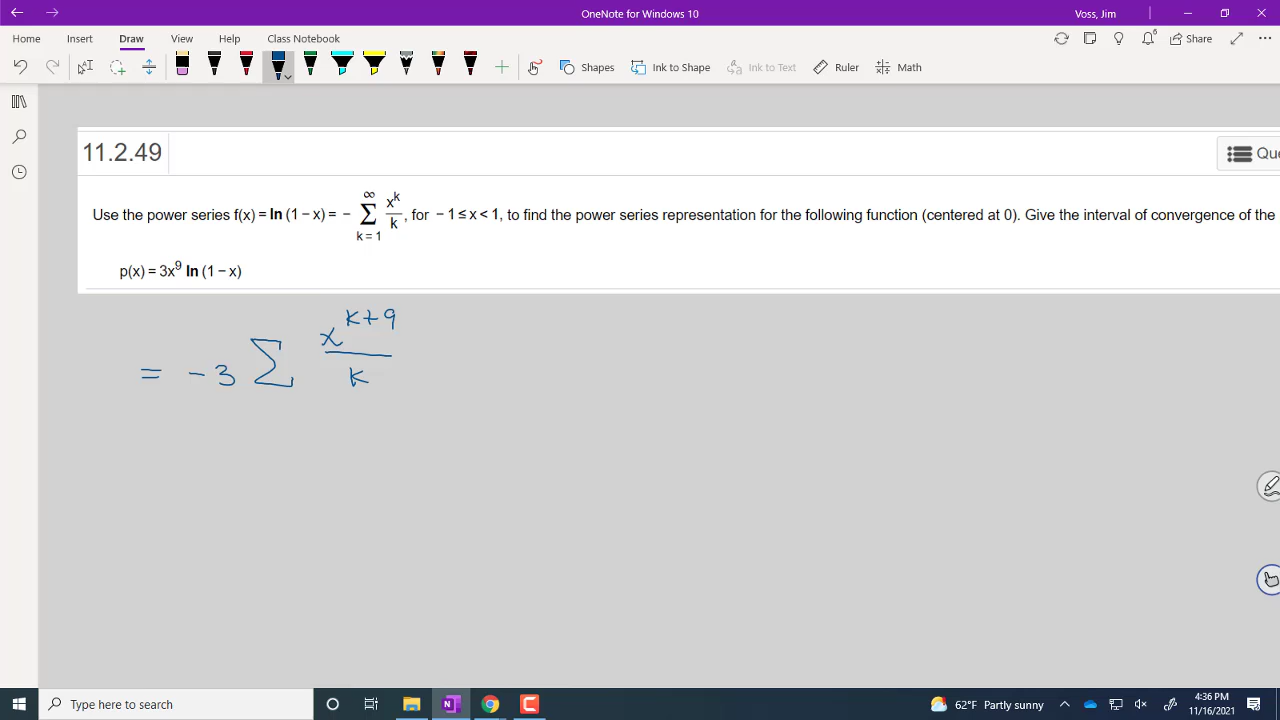 OneNote for Windows 10
Voss, Jim
Home Insert Draw View Help Class Notebook
Share
Shapes Ink to Shape Ink to Text Ruler Math
11.2.49
Que
Use the power series f(x) = ln (1 − x) = − ∞ Σ k = 1 x^k/k, for − 1 ≤ x < 1, to find the power series representation for the following function (centered at 0). Give the interval of convergence of the
p(x) = 3x^9 ln (1 − x)
= −3 Σ x^(k+9)/k
Type here to search
62°F Partly sunny
4:36 PM
11/16/2021